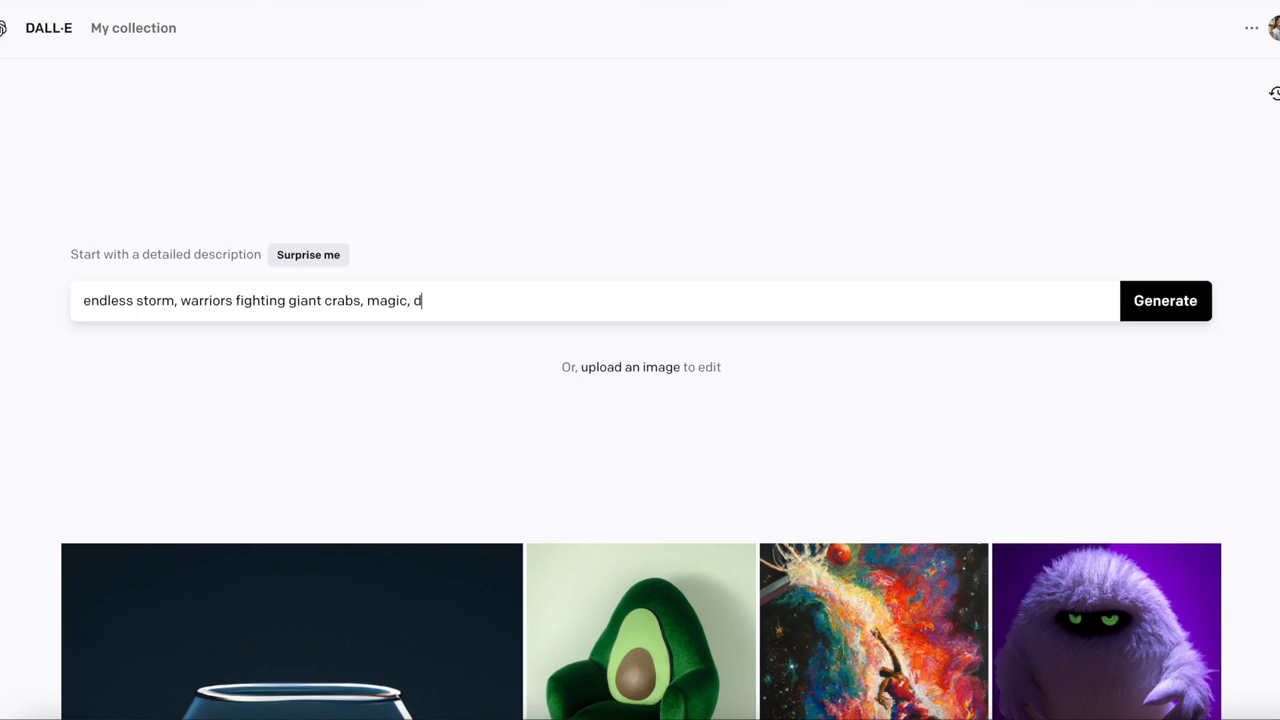 DALL·E My collection
Start with a detailed description Surprise me
endless storm, warriors fighting giant crabs, magic, d
Generate
Or, upload an image to edit